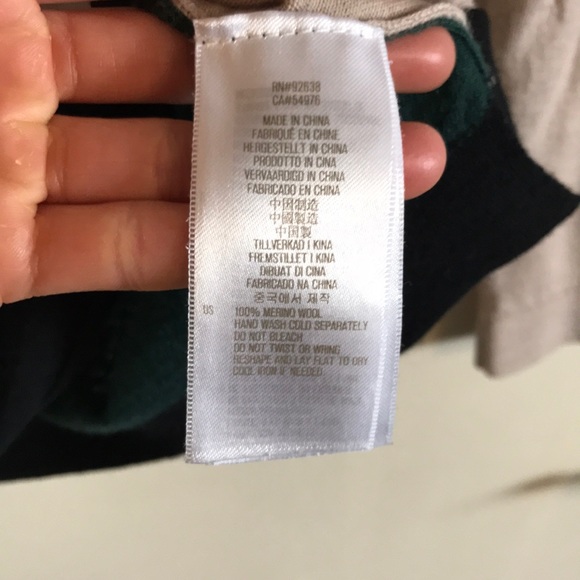 RN#92638
CA#54976
MADE IN CHINA
FABRIQUÉ EN CHINE
HERGESTELLT IN CHINA
PRODOTTO IN CINA
VERVAARDIGD IN CHINA
FABRICADO EN CHINA
中国制造
中國製造
中国製
TILLVERKAD I KINA
FREMSTILLET I KINA
DIBUAT DI CINA
FABRICADO NA CHINA
중국에서 제작
US 100% MERINO WOOL
HAND WASH COLD SEPARATELY
DO NOT BLEACH
DO NOT TWIST OR WRING
RESHAPE AND LAY FLAT TO DRY
COOL IRON IF NEEDED